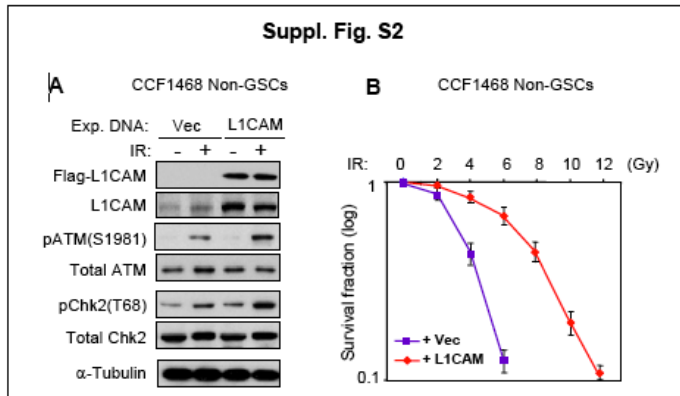 Suppl. Fig. S2
A CCF1468 Non-GSCs
Exp. DNA: Vec L1CAM
IR: - + - +
Flag-L1CAM
L1CAM
pATM(S1981)
Total ATM
pChk2(T68)
Total Chk2
α-Tubulin
B CCF1468 Non-GSCs
IR: 0 2 4 6 8 10 12 (Gy)
1
Survival fraction (log)
+ Vec
+ L1CAM
0.1